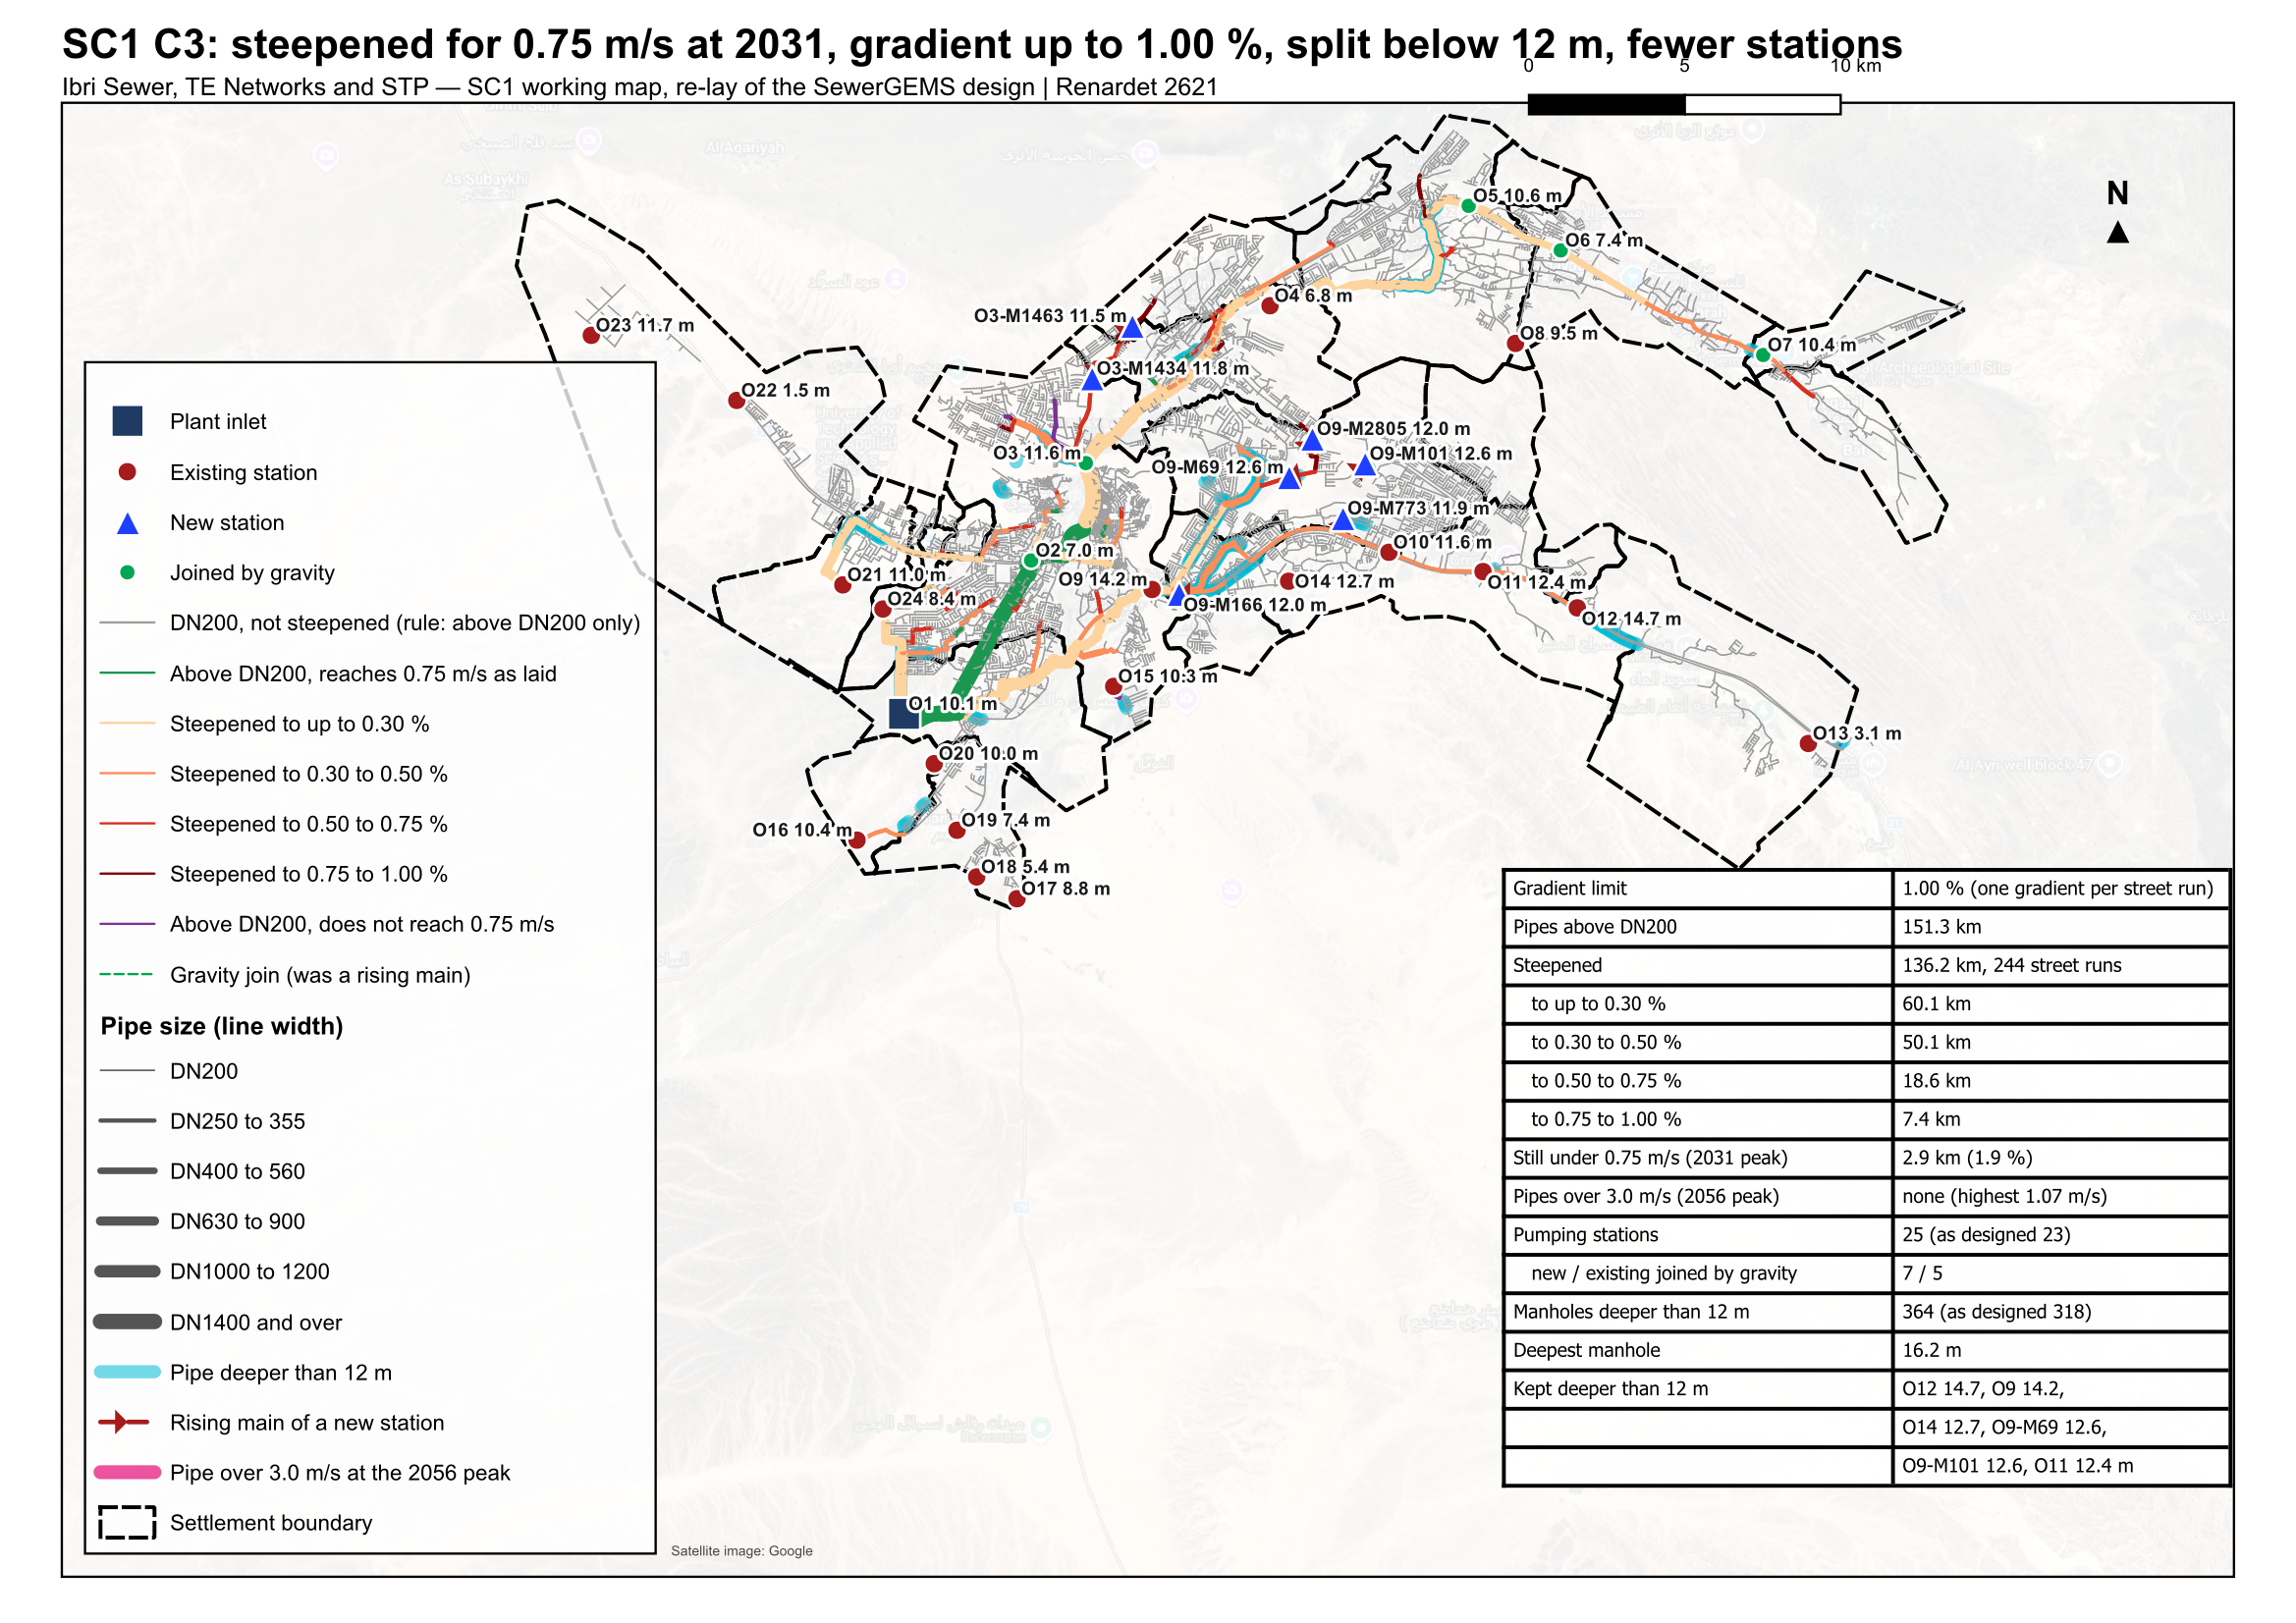 SC1 C3: steepened for 0.75 m/s at 2031, gradient up to 1.00 %, split below 12 m, fewer stations
Ibri Sewer, TE Networks and STP — SC1 working map, re-lay of the SewerGEMS design | Renardet 2621
0 5 10 km
N
Al Aqariyah
As Subaykhi
O5 10.6 m
O6 7.4 m
O4 6.8 m
O3-M1463 11.5 m
O23 11.7 m
O8 9.5 m
O7 10.4 m
O3-M1434 11.8 m
O22 1.5 m
O9-M2805 12.0 m
O3 11.6 m
O9-M101 12.6 m
O9-M69 12.6 m
O9-M773 11.9 m
O2 7.0 m
O10 11.6 m
O21 11.0 m
O9 14.2 m
O14 12.7 m
O11 12.4 m
O24 8.4 m
O9-M166 12.0 m
O12 14.7 m
O15 10.3 m
O1 10.1 m
O13 3.1 m
O20 10.0 m
Al Ayn well block 47
O16 10.4 m
O19 7.4 m
O18 5.4 m
O17 8.8 m
Plant inlet
Existing station
New station
Joined by gravity
DN200, not steepened (rule: above DN200 only)
Above DN200, reaches 0.75 m/s as laid
Steepened to up to 0.30 %
Steepened to 0.30 to 0.50 %
Steepened to 0.50 to 0.75 %
Steepened to 0.75 to 1.00 %
Above DN200, does not reach 0.75 m/s
Gravity join (was a rising main)
Pipe size (line width)
DN200
DN250 to 355
DN400 to 560
DN630 to 900
DN1000 to 1200
DN1400 and over
Pipe deeper than 12 m
Rising main of a new station
Pipe over 3.0 m/s at the 2056 peak
Settlement boundary
Gradient limit 1.00 % (one gradient per street run)
Pipes above DN200 151.3 km
Steepened 136.2 km, 244 street runs
to up to 0.30 % 60.1 km
to 0.30 to 0.50 % 50.1 km
to 0.50 to 0.75 % 18.6 km
to 0.75 to 1.00 % 7.4 km
Still under 0.75 m/s (2031 peak) 2.9 km (1.9 %)
Pipes over 3.0 m/s (2056 peak) none (highest 1.07 m/s)
Pumping stations 25 (as designed 23)
new / existing joined by gravity 7 / 5
Manholes deeper than 12 m 364 (as designed 318)
Deepest manhole 16.2 m
Kept deeper than 12 m O12 14.7, O9 14.2,
O14 12.7, O9-M69 12.6,
O9-M101 12.6, O11 12.4 m
Satellite image: Google